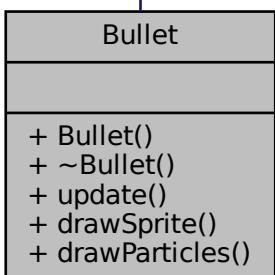 Bullet
+ Bullet()
+ ~Bullet()
+ update()
+ drawSprite()
+ drawParticles()